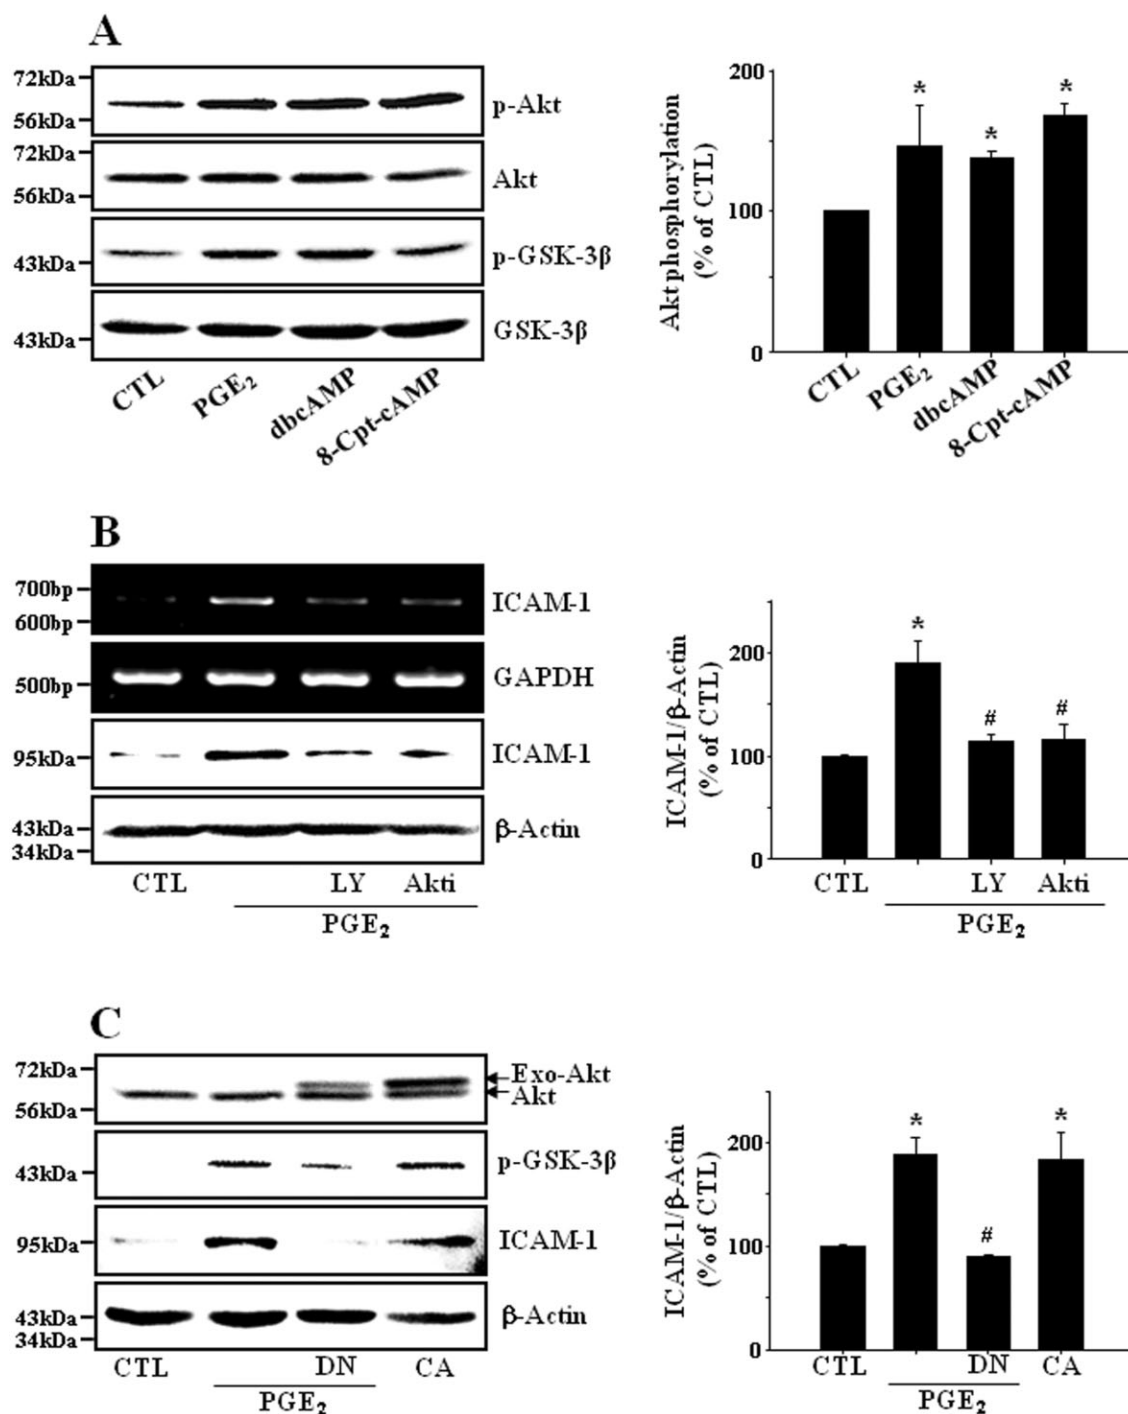 A
72kDa
56kDa
p-Akt
72kDa
56kDa
Akt
43kDa
p-GSK-3β
43kDa
GSK-3β
CTL
PGE₂
dbcAMP
8-Cpt-cAMP
Akt phosphorylation
(% of CTL)
200
100
0
*
*
*
CTL
PGE₂
dbcAMP
8-Cpt-cAMP
B
700bp
600bp
ICAM-1
500bp
GAPDH
95kDa
ICAM-1
43kDa
34kDa
β-Actin
CTL LY Akti
PGE₂
ICAM-1/β-Actin
(% of CTL)
200
100
0
*
#
#
CTL LY Akti
PGE₂
C
72kDa
56kDa
Exo-Akt
Akt
43kDa
p-GSK-3β
95kDa
ICAM-1
43kDa
34kDa
β-Actin
CTL DN CA
PGE₂
ICAM-1/β-Actin
(% of CTL)
200
100
0
*
#
*
CTL DN CA
PGE₂